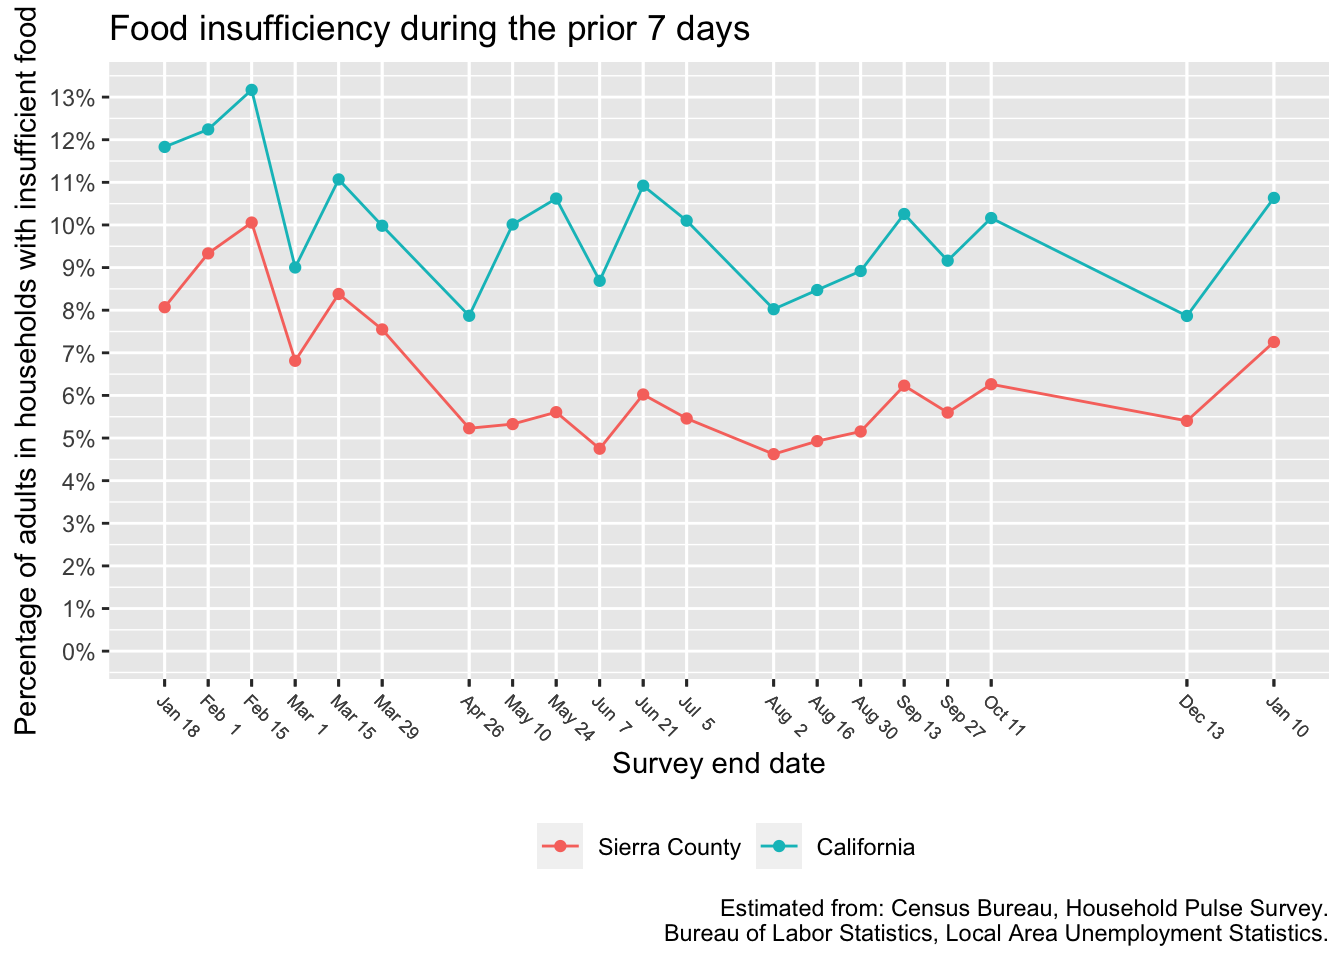 Food insufficiency during the prior 7 days
Percentage of adults in households with insufficient food
13%
12%
11%
10%
9%
8%
7%
6%
5%
4%
3%
2%
1%
0%
Jan 18
Feb 1
Feb 15
Mar 1
Mar 15
Mar 29
Apr 26
May 10
May 24
Jun 7
Jun 21
Jul 5
Aug 2
Aug 16
Aug 30
Sep 13
Sep 27
Oct 11
Dec 13
Jan 10
Survey end date
Sierra County
California
Estimated from: Census Bureau, Household Pulse Survey.
Bureau of Labor Statistics, Local Area Unemployment Statistics.